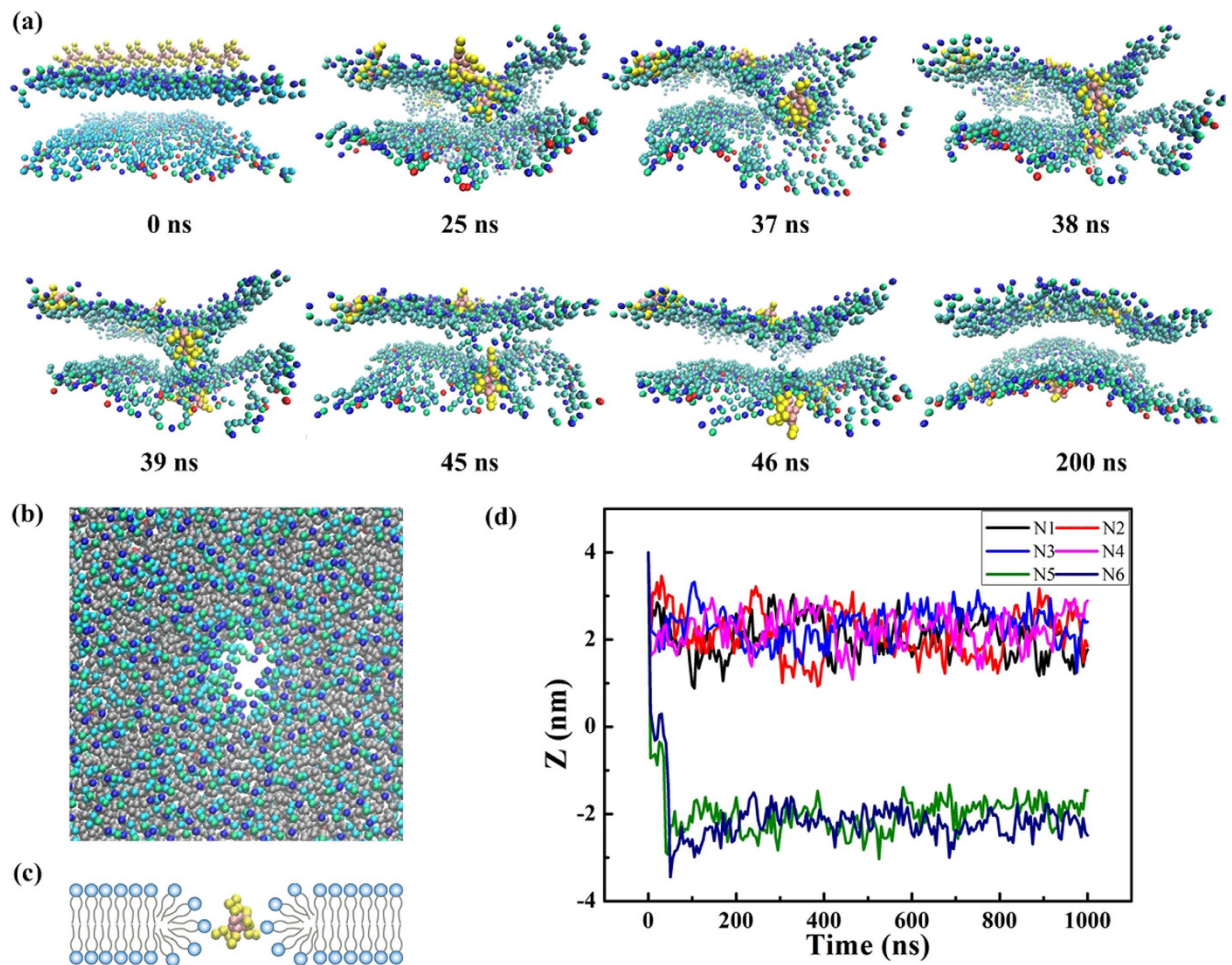 (a)
0 ns
25 ns
37 ns
38 ns
39 ns
45 ns
46 ns
200 ns
(b)
(c)
(d)
N1 N2
N3 N4
N5 N6
4
2
0
-2
-4
Z (nm)
0 200 400 600 800 1000
Time (ns)